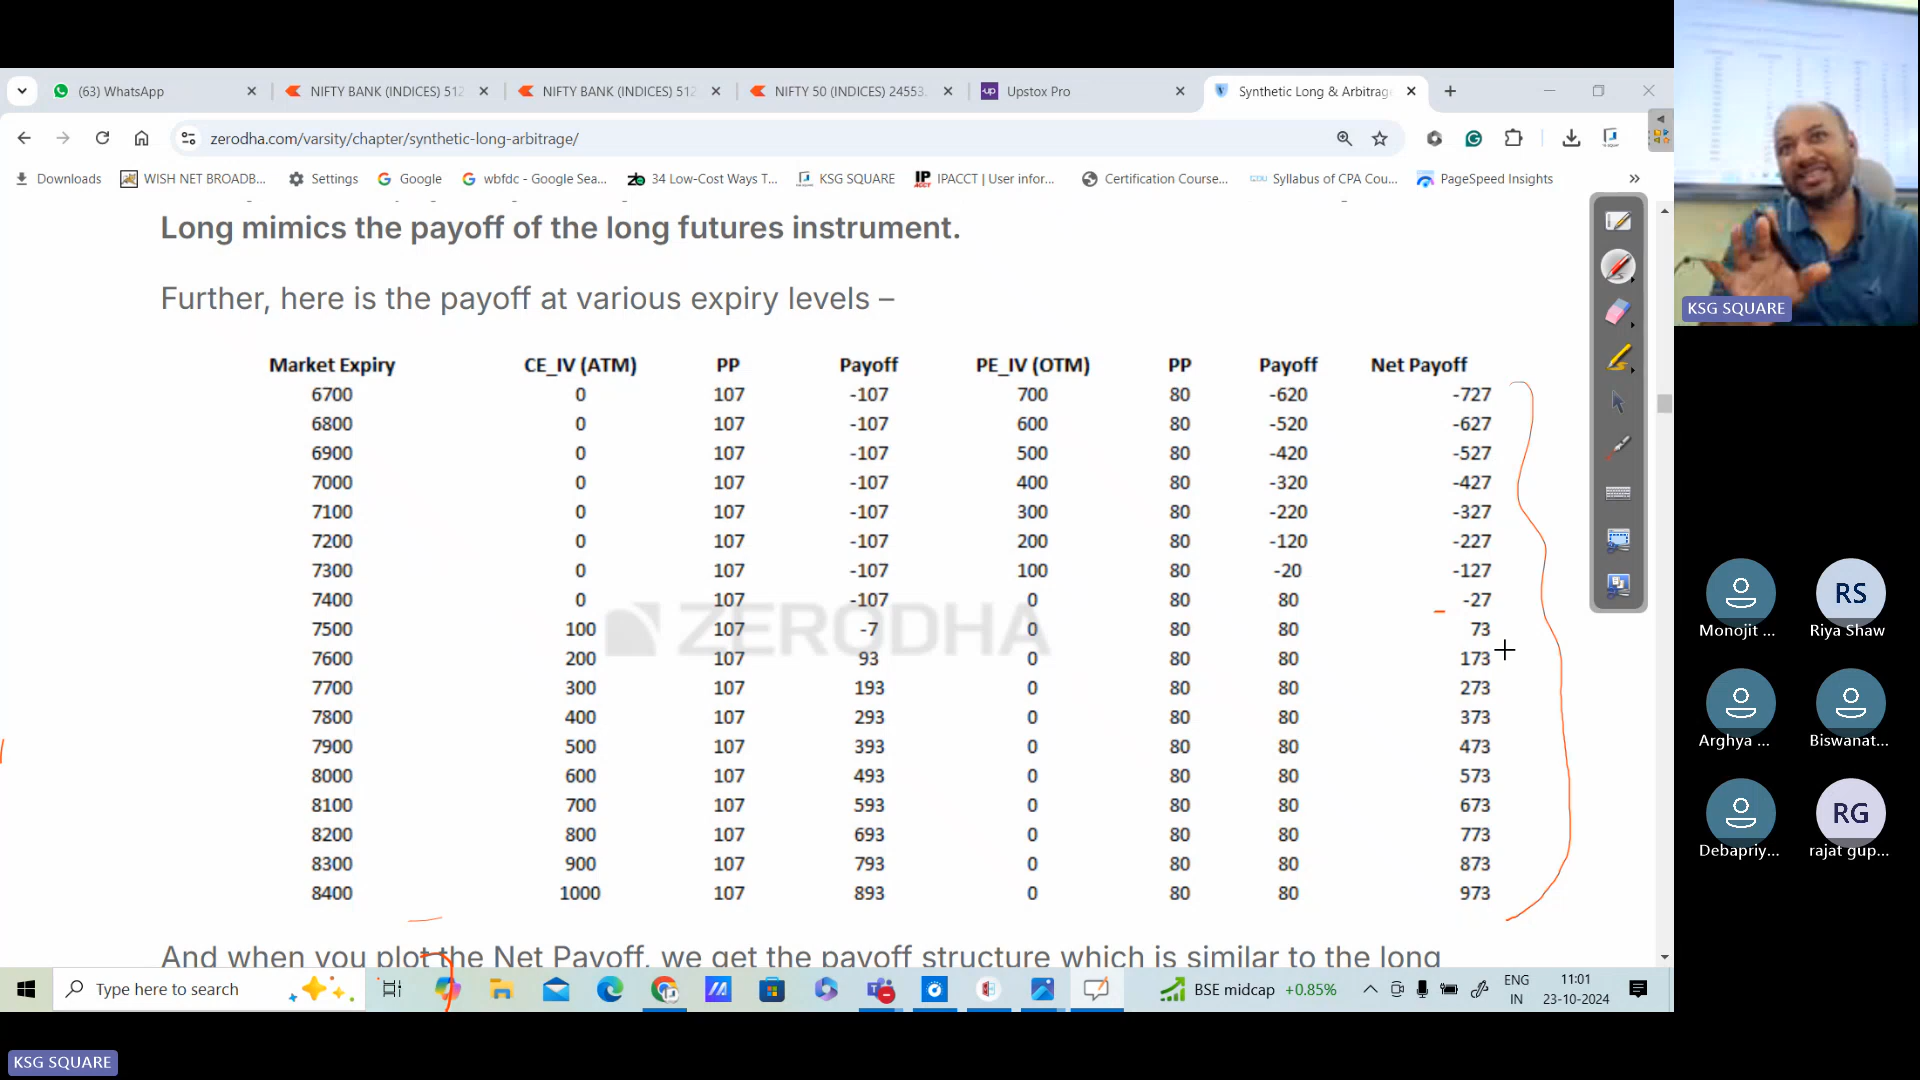 (63) WhatsApp
NIFTY BANK (INDICES) 512
NIFTY BANK (INDICES) 512
NIFTY 50 (INDICES) 24553.
Upstox Pro
Synthetic Long & Arbitrag
zerodha.com/varsity/chapter/synthetic-long-arbitrage/
Downloads
WISH NET BROADB...
Settings
Google
wbfdc - Google Sea...
34 Low-Cost Ways T...
KSG SQUARE
IPACCT | User infor...
Certification Course...
Syllabus of CPA Cou...
PageSpeed Insights
Long mimics the payoff of the long futures instrument.
Further, here is the payoff at various expiry levels –
Market Expiry CE_IV (ATM) PP Payoff PE_IV (OTM) PP Payoff Net Payoff
6700 0 107 -107 700 80 -620 -727
6800 0 107 -107 600 80 -520 -627
6900 0 107 -107 500 80 -420 -527
7000 0 107 -107 400 80 -320 -427
7100 0 107 -107 300 80 -220 -327
7200 0 107 -107 200 80 -120 -227
7300 0 107 -107 100 80 -20 -127
7400 0 107 -107 0 80 80 -27
7500 100 107 -7 0 80 80 73
7600 200 107 93 0 80 80 173
7700 300 107 193 0 80 80 273
7800 400 107 293 0 80 80 373
7900 500 107 393 0 80 80 473
8000 600 107 493 0 80 80 573
8100 700 107 593 0 80 80 673
8200 800 107 693 0 80 80 773
8300 900 107 793 0 80 80 873
8400 1000 107 893 0 80 80 973
ZERODHA
And when you plot the Net Payoff, we get the payoff structure which is similar to the long
Type here to search
BSE midcap +0.85%
ENG
IN
11:01
23-10-2024
KSG SQUARE
KSG SQUARE
RS
Monojit ...
Riya Shaw
Arghya ...
Biswanat...
RG
Debapriy...
rajat gup...